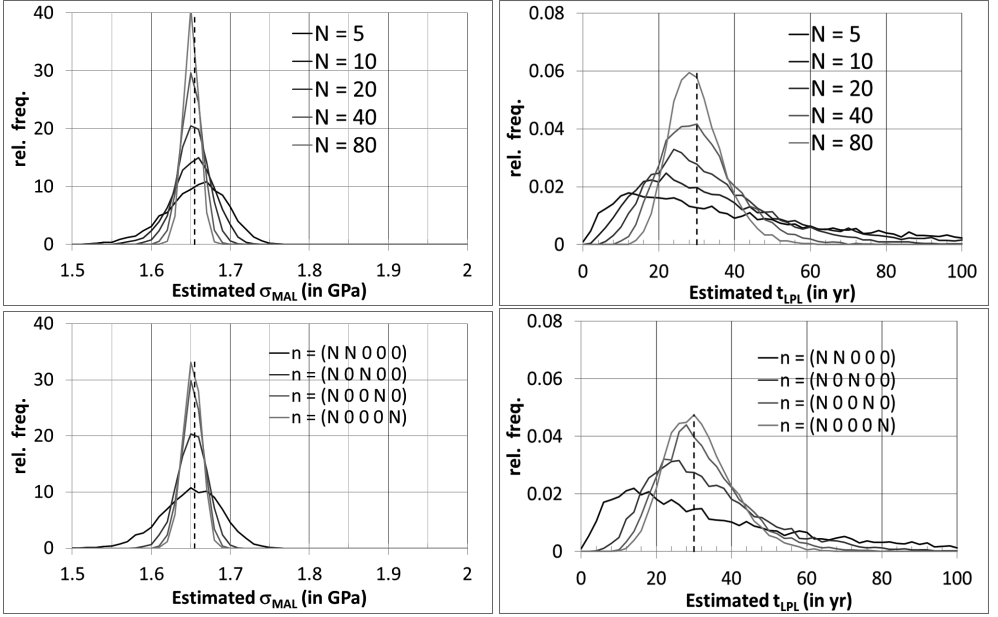 rel. freq.
40
30
20
10
0
N = 5
N = 10
N = 20
N = 40
N = 80
1.5 1.6 1.7 1.8 1.9 2
Estimated σMAL (in GPa)
rel. freq.
0.08
0.06
0.04
0.02
0
N = 5
N = 10
N = 20
N = 40
N = 80
0 20 40 60 80 100
Estimated tLPL (in yr)
rel. freq.
40
30
20
10
0
n = (N N 0 0 0)
n = (N 0 N 0 0)
n = (N 0 0 N 0)
n = (N 0 0 0 N)
1.5 1.6 1.7 1.8 1.9 2
Estimated σMAL (in GPa)
rel. freq.
0.08
0.06
0.04
0.02
0
n = (N N 0 0 0)
n = (N 0 N 0 0)
n = (N 0 0 N 0)
n = (N 0 0 0 N)
0 20 40 60 80 100
Estimated tLPL (in yr)